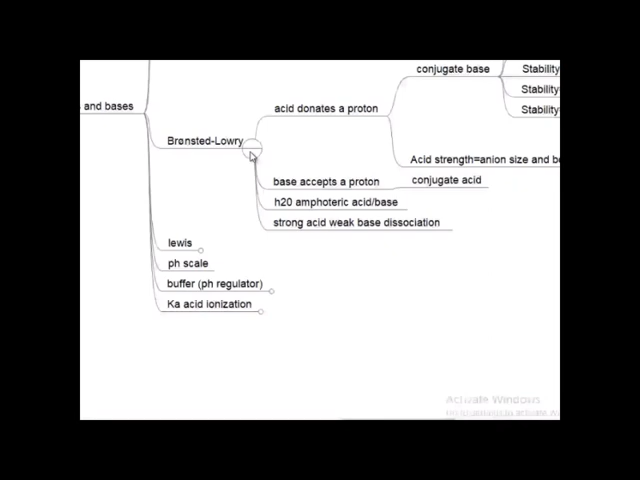 conjugate base
Stability
Stability
Stability
and bases
acid donates a proton
Brønsted-Lowry
Acid strength=anion size and
base accepts a proton
conjugate acid
h20 amphoteric acid/base
strong acid weak base dissociation
lewis
ph scale
buffer (ph regulator)
Ka acid ionization
Activate Windows